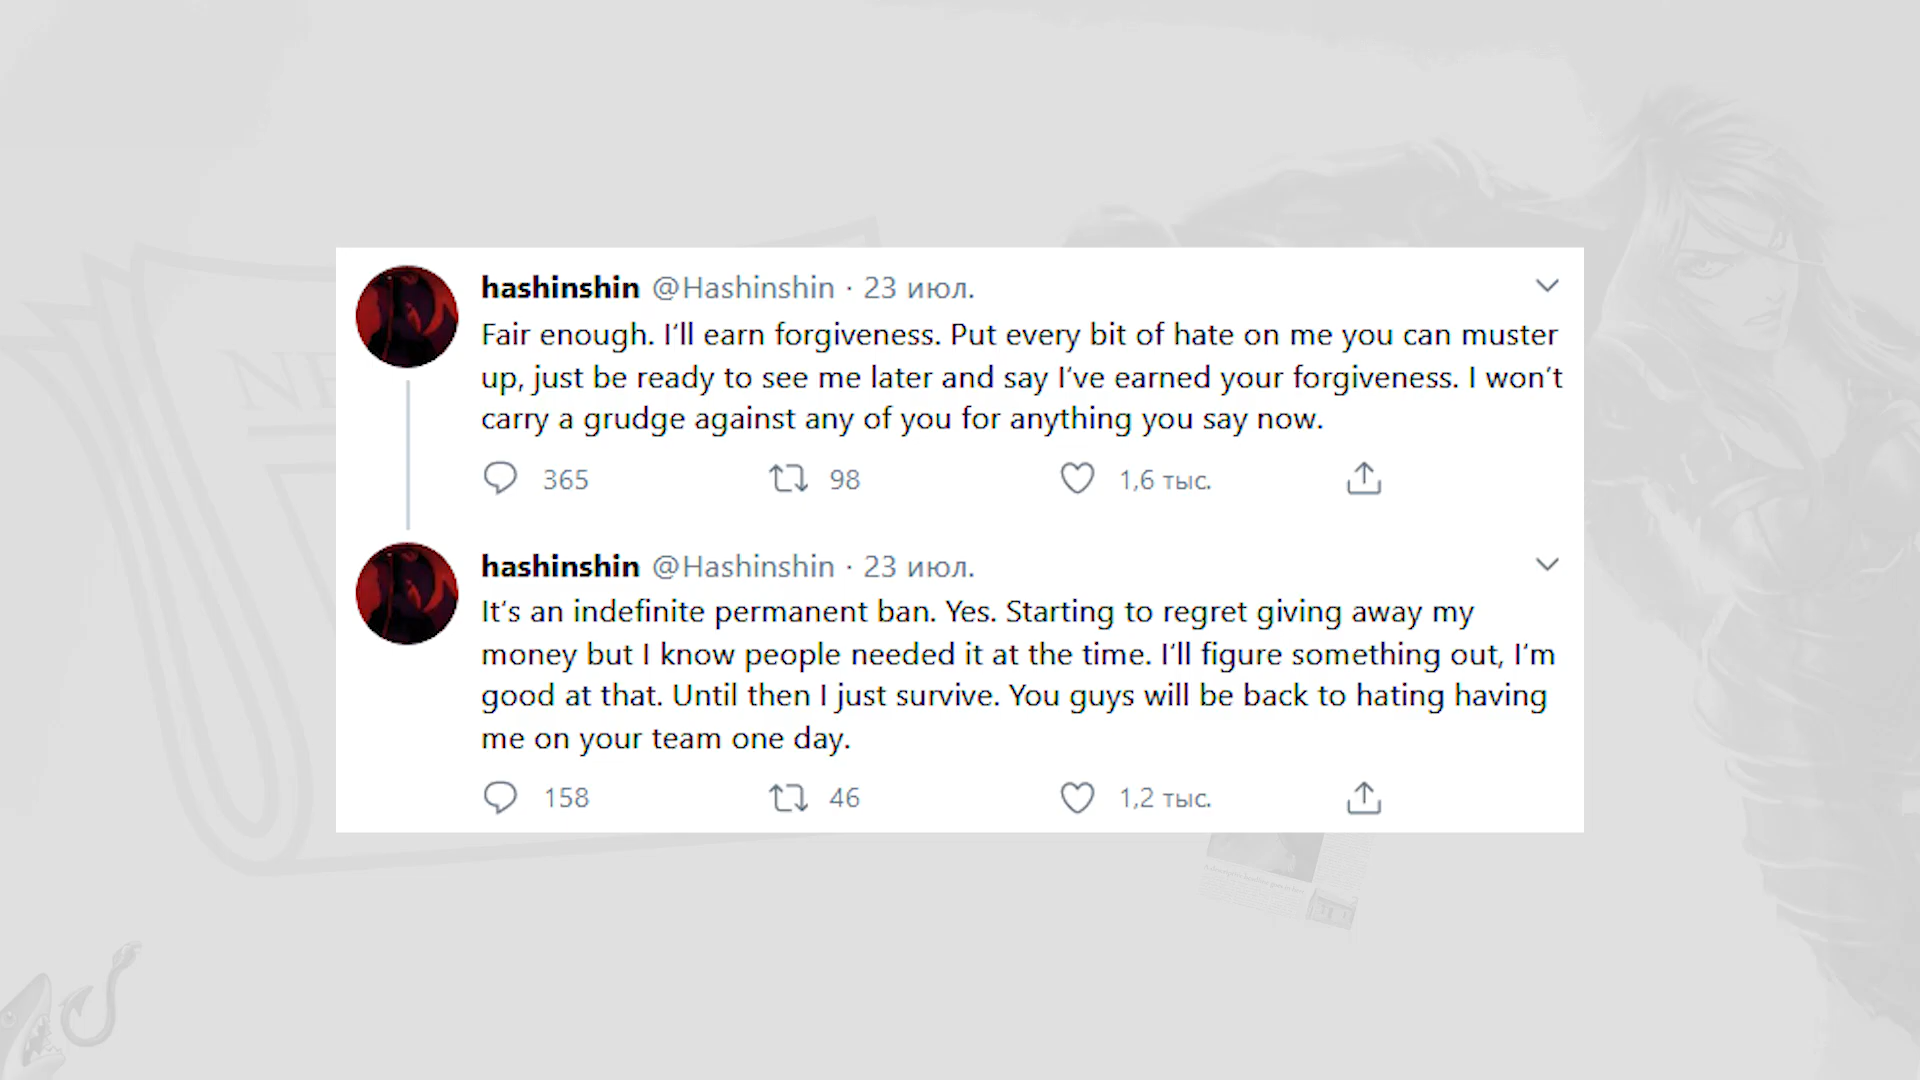 hashinshin @Hashinshin · 23 июл.
Fair enough. I'll earn forgiveness. Put every bit of hate on me you can muster
up, just be ready to see me later and say I've earned your forgiveness. I won't
carry a grudge against any of you for anything you say now.
365 98 1,6 тыс.
hashinshin @Hashinshin · 23 июл.
It's an indefinite permanent ban. Yes. Starting to regret giving away my
money but I know people needed it at the time. I'll figure something out, I'm
good at that. Until then I just survive. You guys will be back to hating having
me on your team one day.
158 46 1,2 тыс.